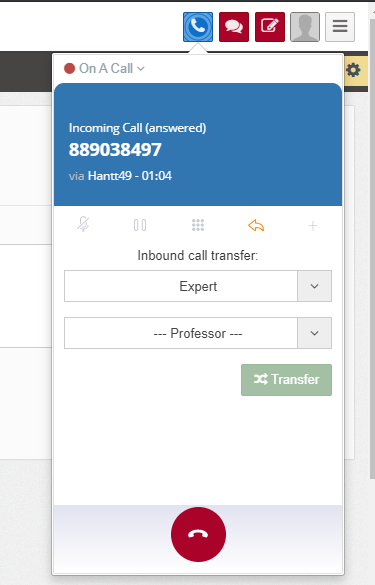 On A Call
Incoming Call (answered)
889038497
via Hantt49 - 01:04
Inbound call transfer:
Expert
--- Professor ---
Transfer